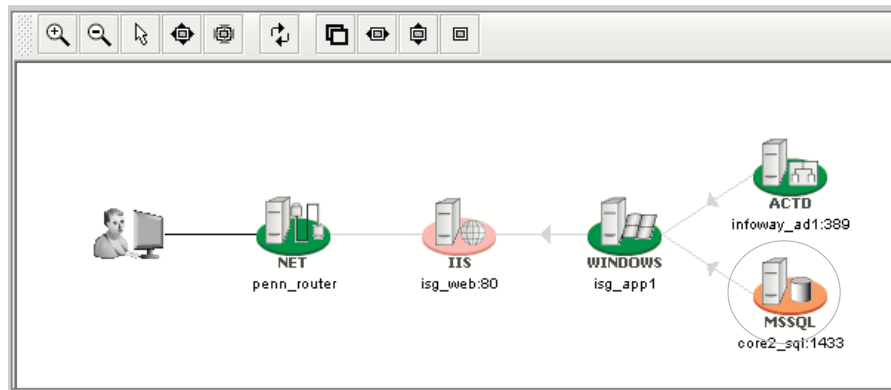 NET
penn_router
IIS
isg_web:80
WINDOWS
isg_app1
ACTD
infoway_ad1:389
MSSQL
core2_sql:1433